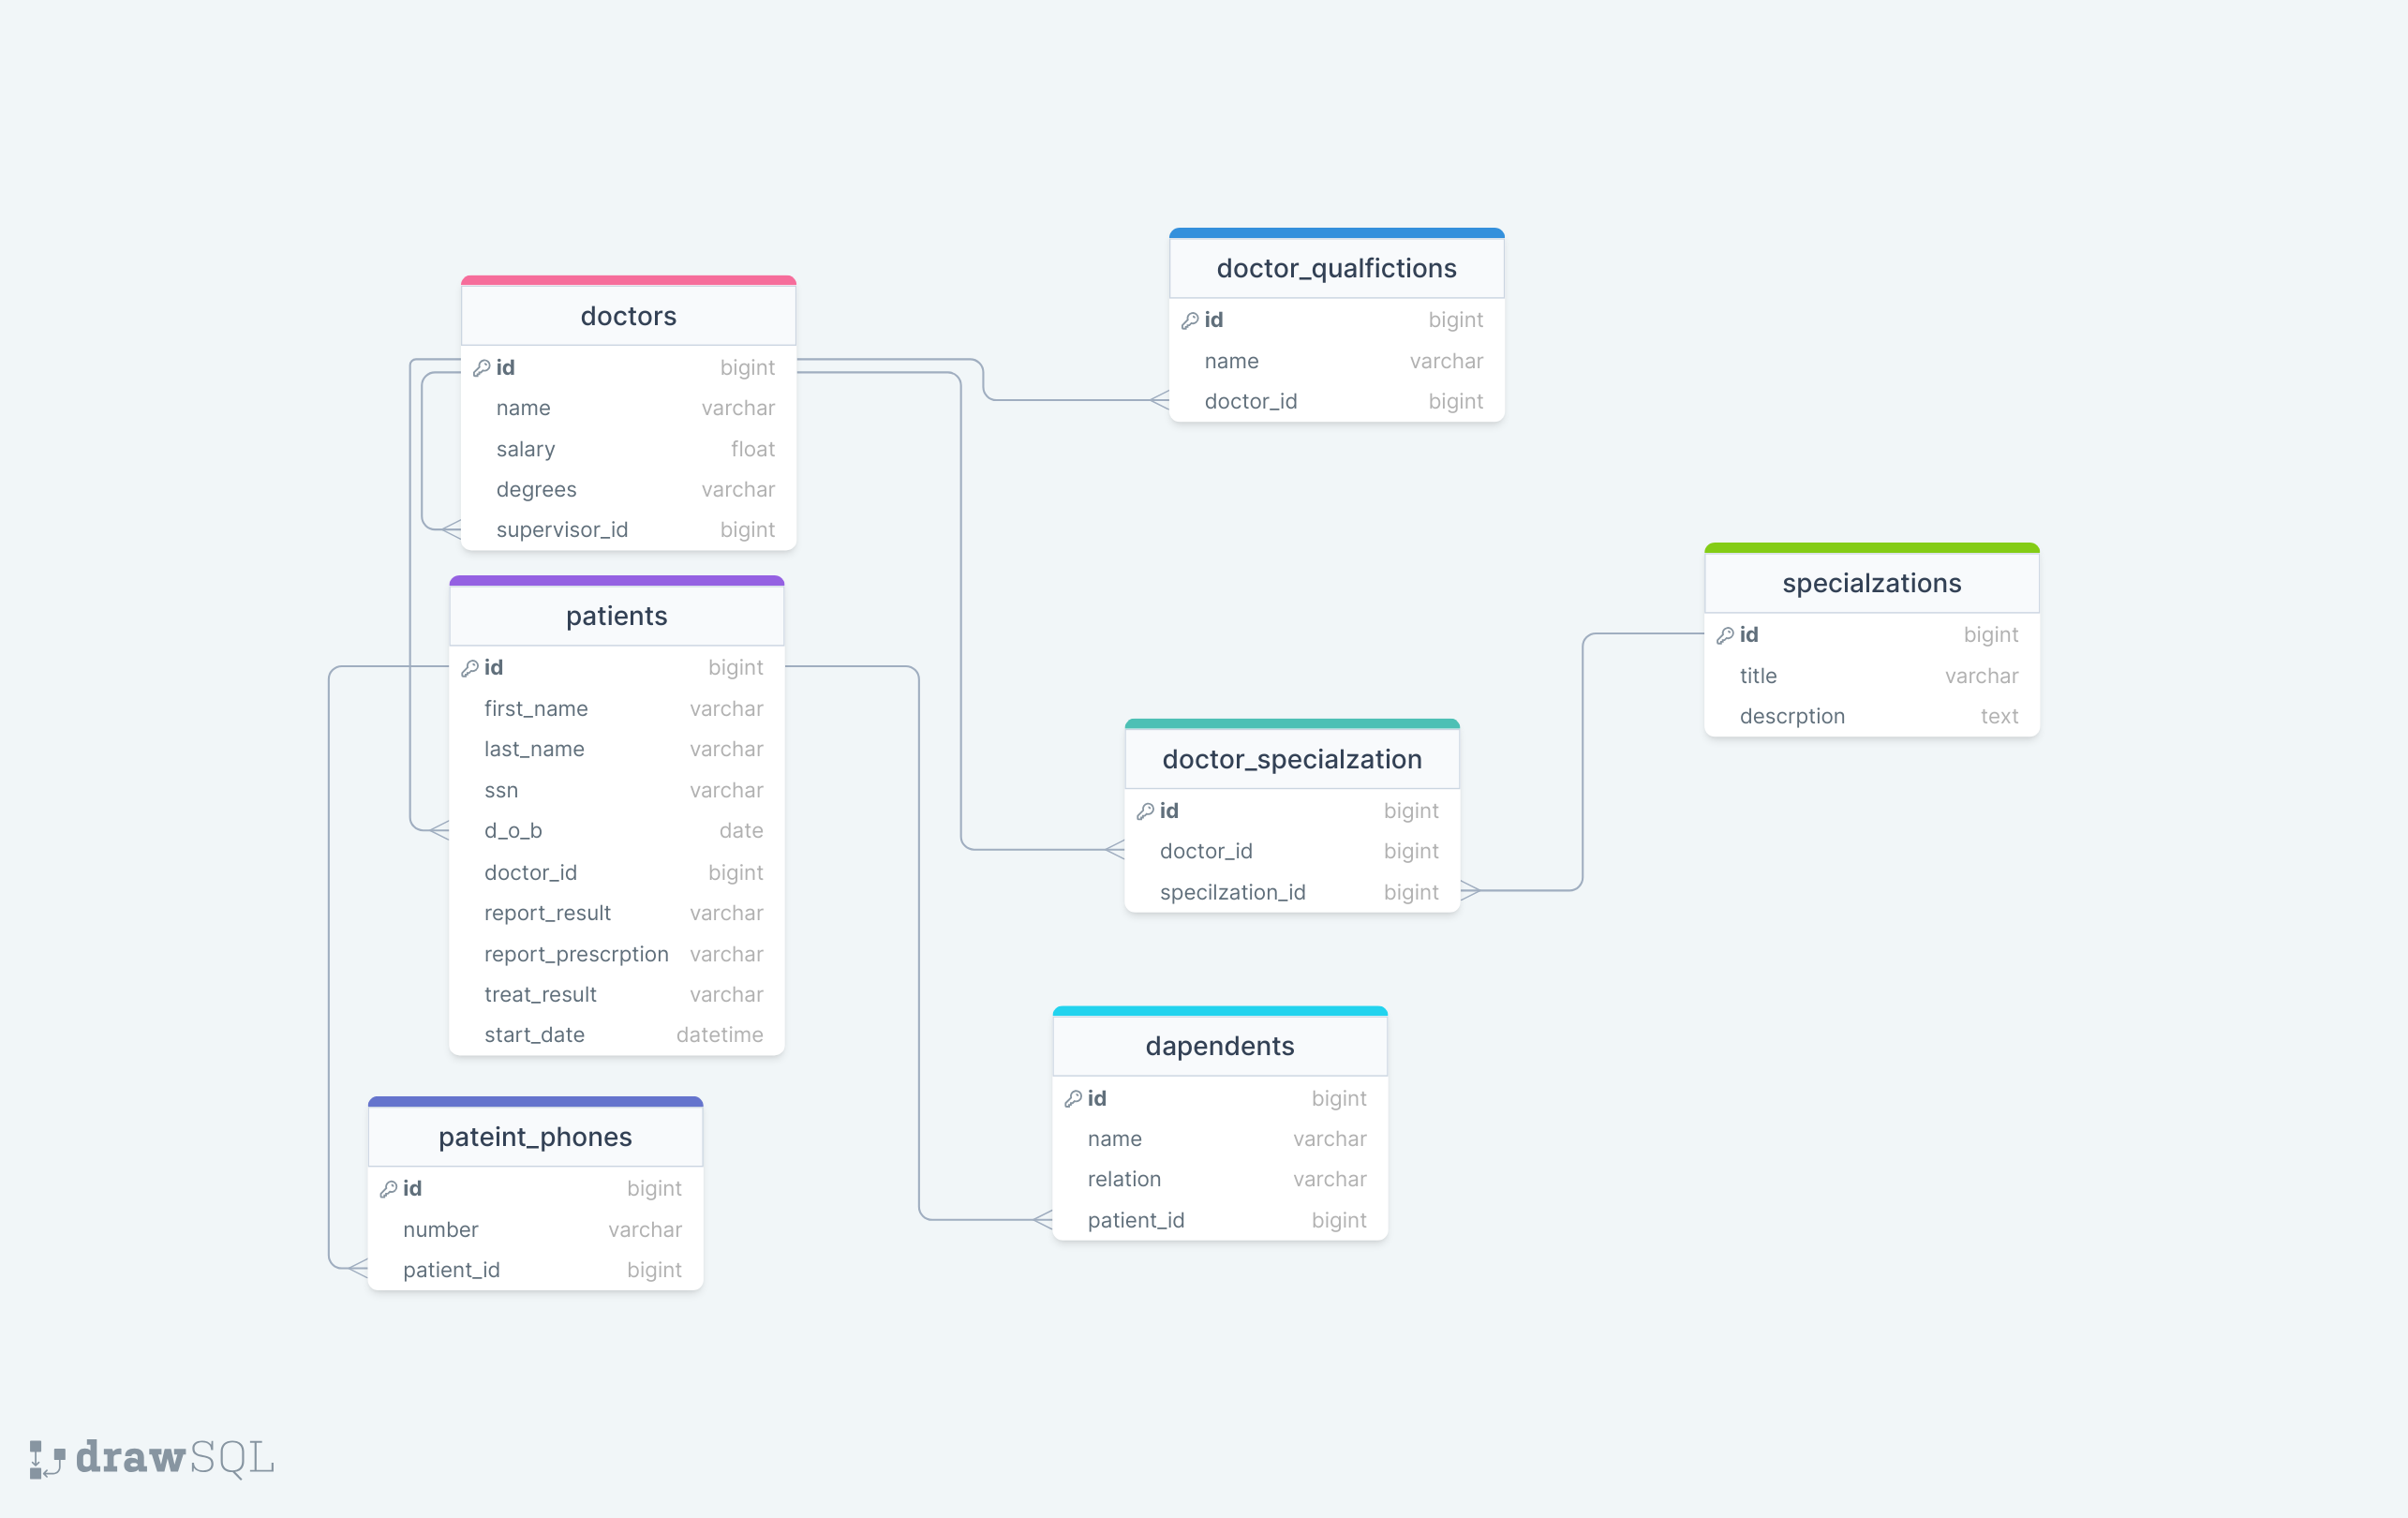 doctors
id bigint
name varchar
salary float
degrees varchar
supervisor_id bigint
doctor_qualfictions
id bigint
name varchar
doctor_id bigint
patients
id bigint
first_name varchar
last_name varchar
ssn varchar
d_o_b date
doctor_id bigint
report_result varchar
report_prescrption varchar
treat_result varchar
start_date datetime
specialzations
id bigint
title varchar
descrption text
doctor_specialzation
id bigint
doctor_id bigint
specilzation_id bigint
dapendents
id bigint
name varchar
relation varchar
patient_id bigint
pateint_phones
id bigint
number varchar
patient_id bigint
drawSQL